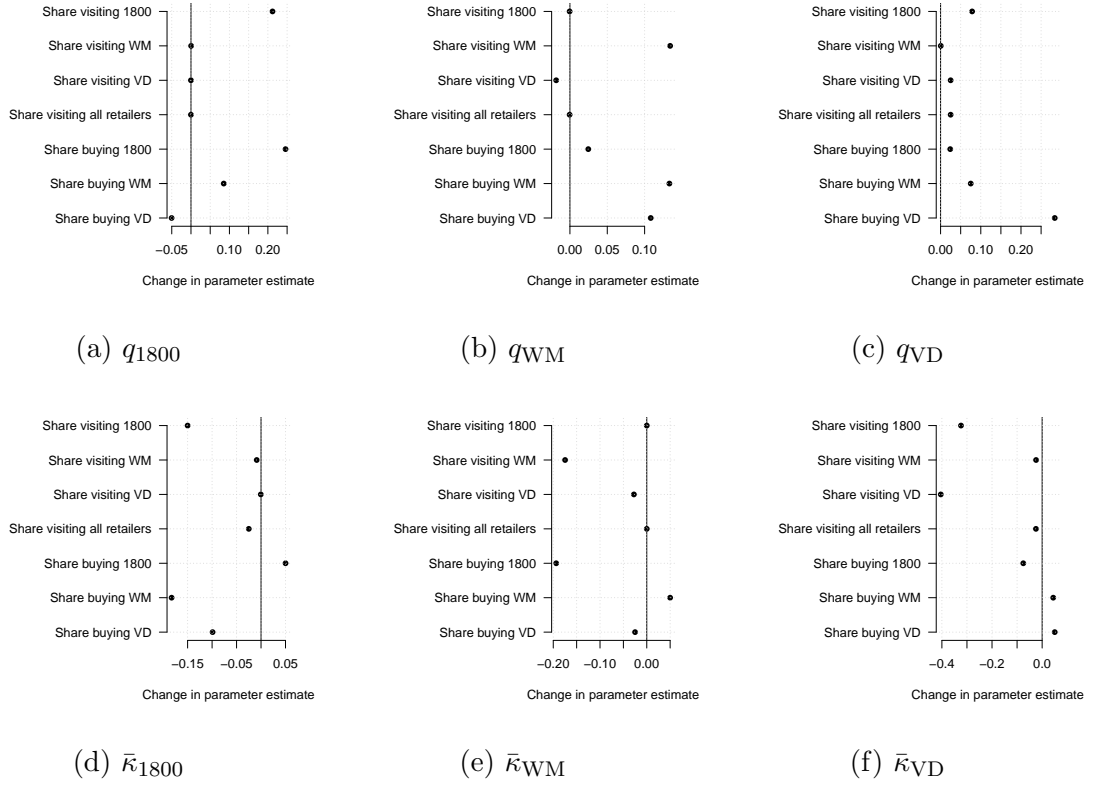 Share visiting 1800
Share visiting WM
Share visiting VD
Share visiting all retailers
Share buying 1800
Share buying WM
Share buying VD
−0.05 0.10 0.20
Change in parameter estimate
(a) q1800
Share visiting 1800
Share visiting WM
Share visiting VD
Share visiting all retailers
Share buying 1800
Share buying WM
Share buying VD
0.00 0.05 0.10
Change in parameter estimate
(b) qWM
Share visiting 1800
Share visiting WM
Share visiting VD
Share visiting all retailers
Share buying 1800
Share buying WM
Share buying VD
0.00 0.10 0.20
Change in parameter estimate
(c) qVD
Share visiting 1800
Share visiting WM
Share visiting VD
Share visiting all retailers
Share buying 1800
Share buying WM
Share buying VD
−0.15 −0.05 0.05
Change in parameter estimate
(d) κ̄1800
Share visiting 1800
Share visiting WM
Share visiting VD
Share visiting all retailers
Share buying 1800
Share buying WM
Share buying VD
−0.20 −0.10 0.00
Change in parameter estimate
(e) κ̄WM
Share visiting 1800
Share visiting WM
Share visiting VD
Share visiting all retailers
Share buying 1800
Share buying WM
Share buying VD
−0.4 −0.2 0.0
Change in parameter estimate
(f) κ̄VD